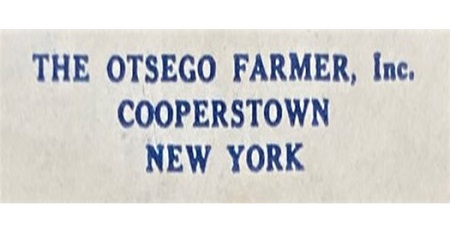 THE OTSEGO FARMER, Inc.
COOPERSTOWN
NEW YORK